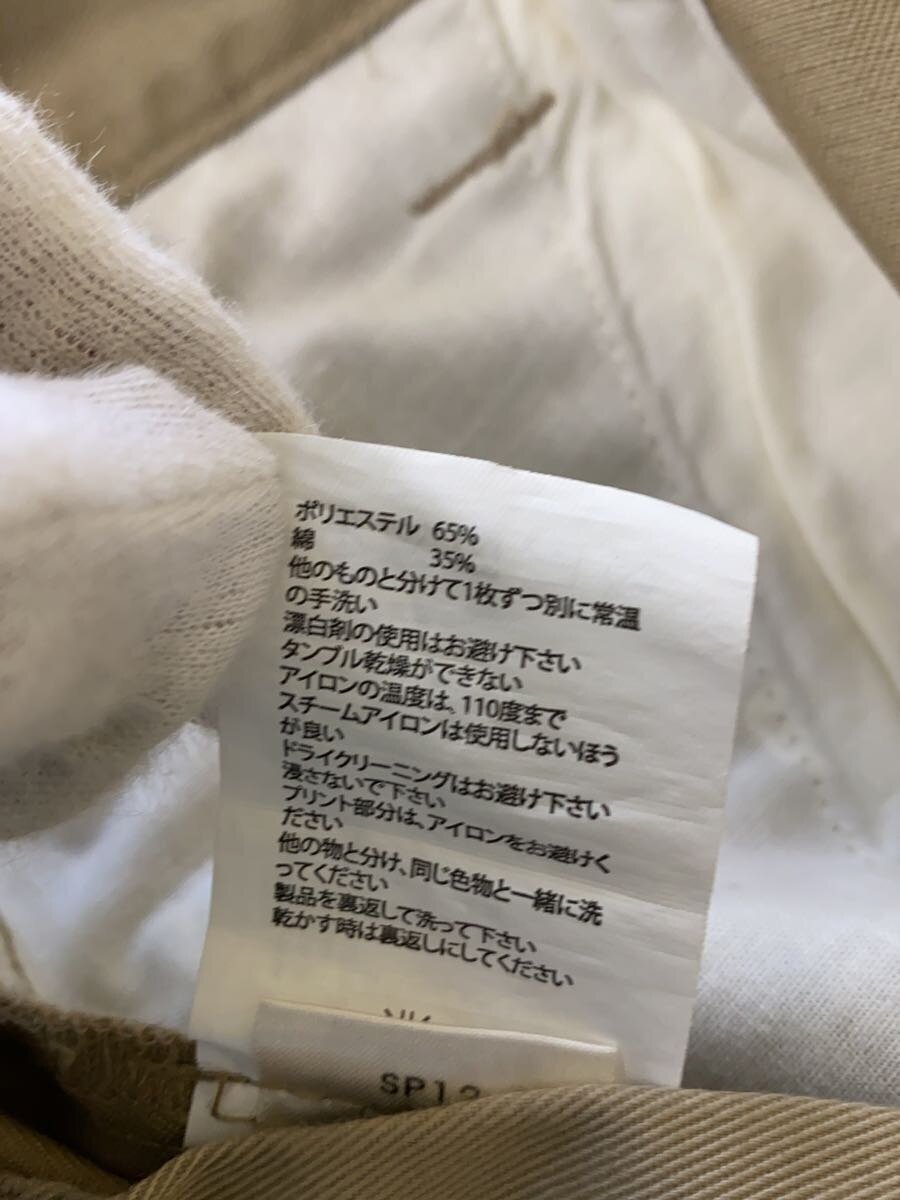 ポリエステル 65%
綿 35%
他のものと分けて1枚ずつ別に常温
の手洗い
漂白剤の使用はお避け下さい
タンブル乾燥ができない
アイロンの温度は、110度まで
スチームアイロンは使用しないほう
が良い
ドライクリーニングはお避け下さい
浸さないで下さい
プリント部分は、アイロンをお避けく
ださい
他の物と分け、同じ色物と一緒に洗
ってください
製品を裏返して洗って下さい
乾かす時は裏返しにしてください
SP12